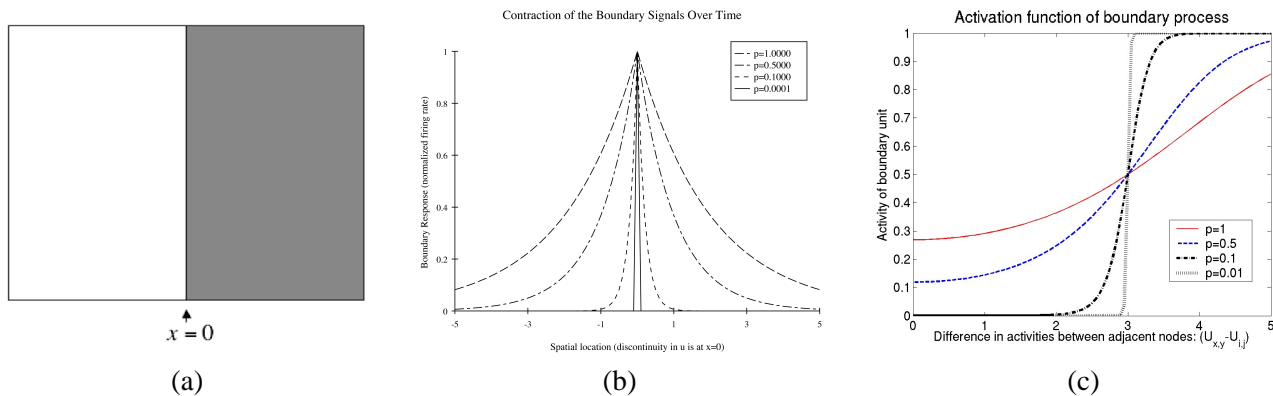 x = 0
(a)
Contraction of the Boundary Signals Over Time
p=1.0000
p=0.5000
p=0.1000
p=0.0001
Boundary Response (normalized firing rate)
1
0.8
0.6
0.4
0.2
0
-5
-3
-1
1
3
5
Spatial location (discontinuity in u is at x=0)
(b)
Activation function of boundary process
Activity of boundary unit
1
0.9
0.8
0.7
0.6
0.5
0.4
0.3
0.2
0.1
0
p=1
p=0.5
p=0.1
p=0.01
0
1
2
3
4
5
Difference in activities between adjacent nodes: (U_{x,y}-U_{i,j})
(c)